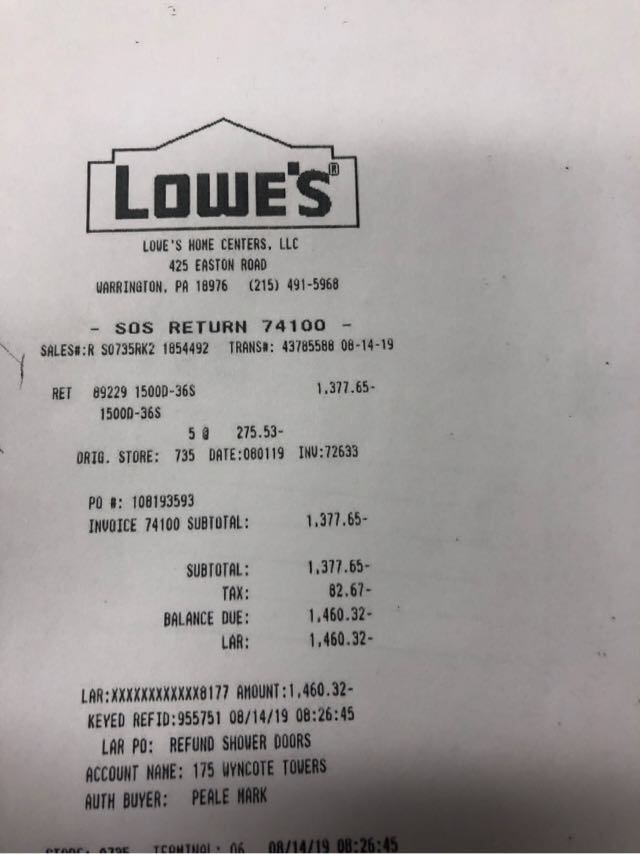 LOWE'S®
LOWE'S HOME CENTERS, LLC
425 EASTON ROAD
WARRINGTON, PA 18976 (215) 491-5968
- SOS RETURN 74100 -
SALES#:R S0735RK2 1854492 TRANS#: 43785588 08-14-19
RET 89229 1500D-36S 1,377.65-
1500D-36S
5 @ 275.53-
ORIG. STORE: 735 DATE:080119 INV:72633
PO #: 108193593
INVOICE 74100 SUBTOTAL: 1,377.65-
SUBTOTAL: 1,377.65-
TAX: 82.67-
BALANCE DUE: 1,460.32-
LAR: 1,460.32-
LAR:XXXXXXXXXXXX8177 AMOUNT:1,460.32-
KEYED REFID:955751 08/14/19 08:26:45
LAR PO: REFUND SHOWER DOORS
ACCOUNT NAME: 175 WYNCOTE TOWERS
AUTH BUYER: PEALE MARK
STORE: 0735 TERMINAL: 06 08/14/19 08:26:45